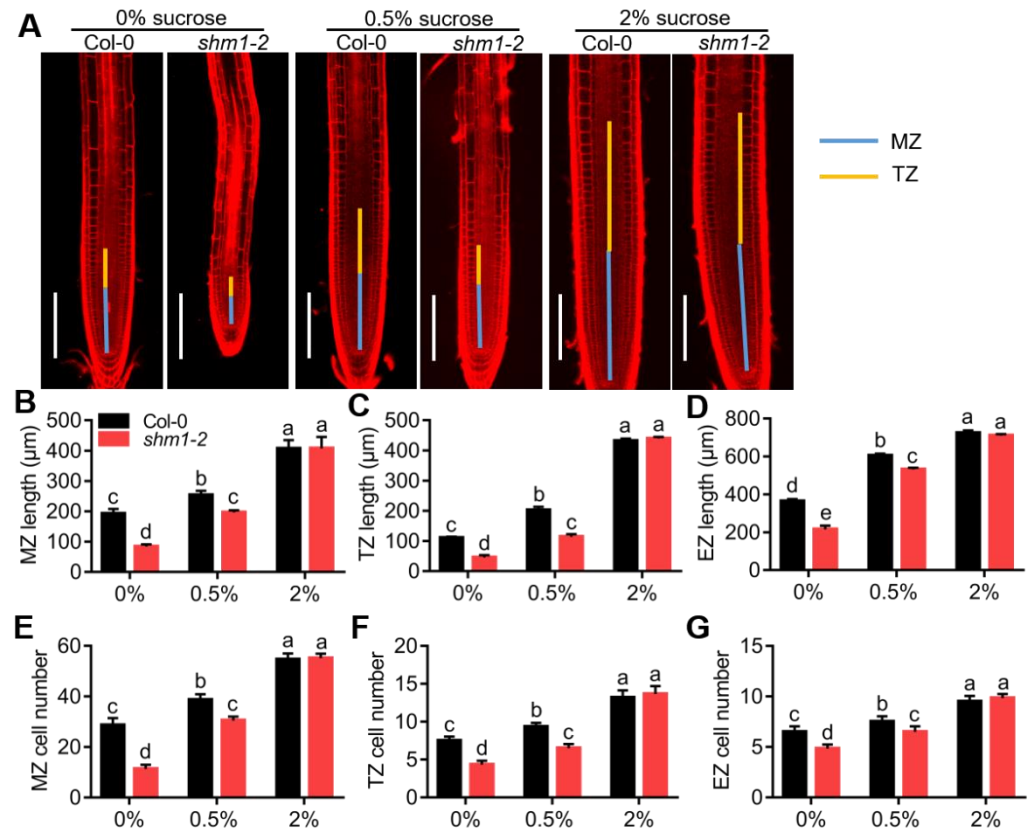 A
0% sucrose 0.5% sucrose 2% sucrose
Col-0 shm1-2 Col-0 shm1-2 Col-0 shm1-2
MZ
TZ
B
MZ length (µm)
500
400
300
200
100
0
Col-0
shm1-2
c d b c a a
0% 0.5% 2%
C
TZ length (µm)
500
400
300
200
100
0
c d b c a a
0% 0.5% 2%
D
EZ length (µm)
800
600
400
200
0
d e b c a a
0% 0.5% 2%
E
MZ cell number
60
40
20
0
c d b c a a
0% 0.5% 2%
F
TZ cell number
20
15
10
5
0
c d b c a a
0% 0.5% 2%
G
EZ cell number
15
10
5
0
c d b c a a
0% 0.5% 2%